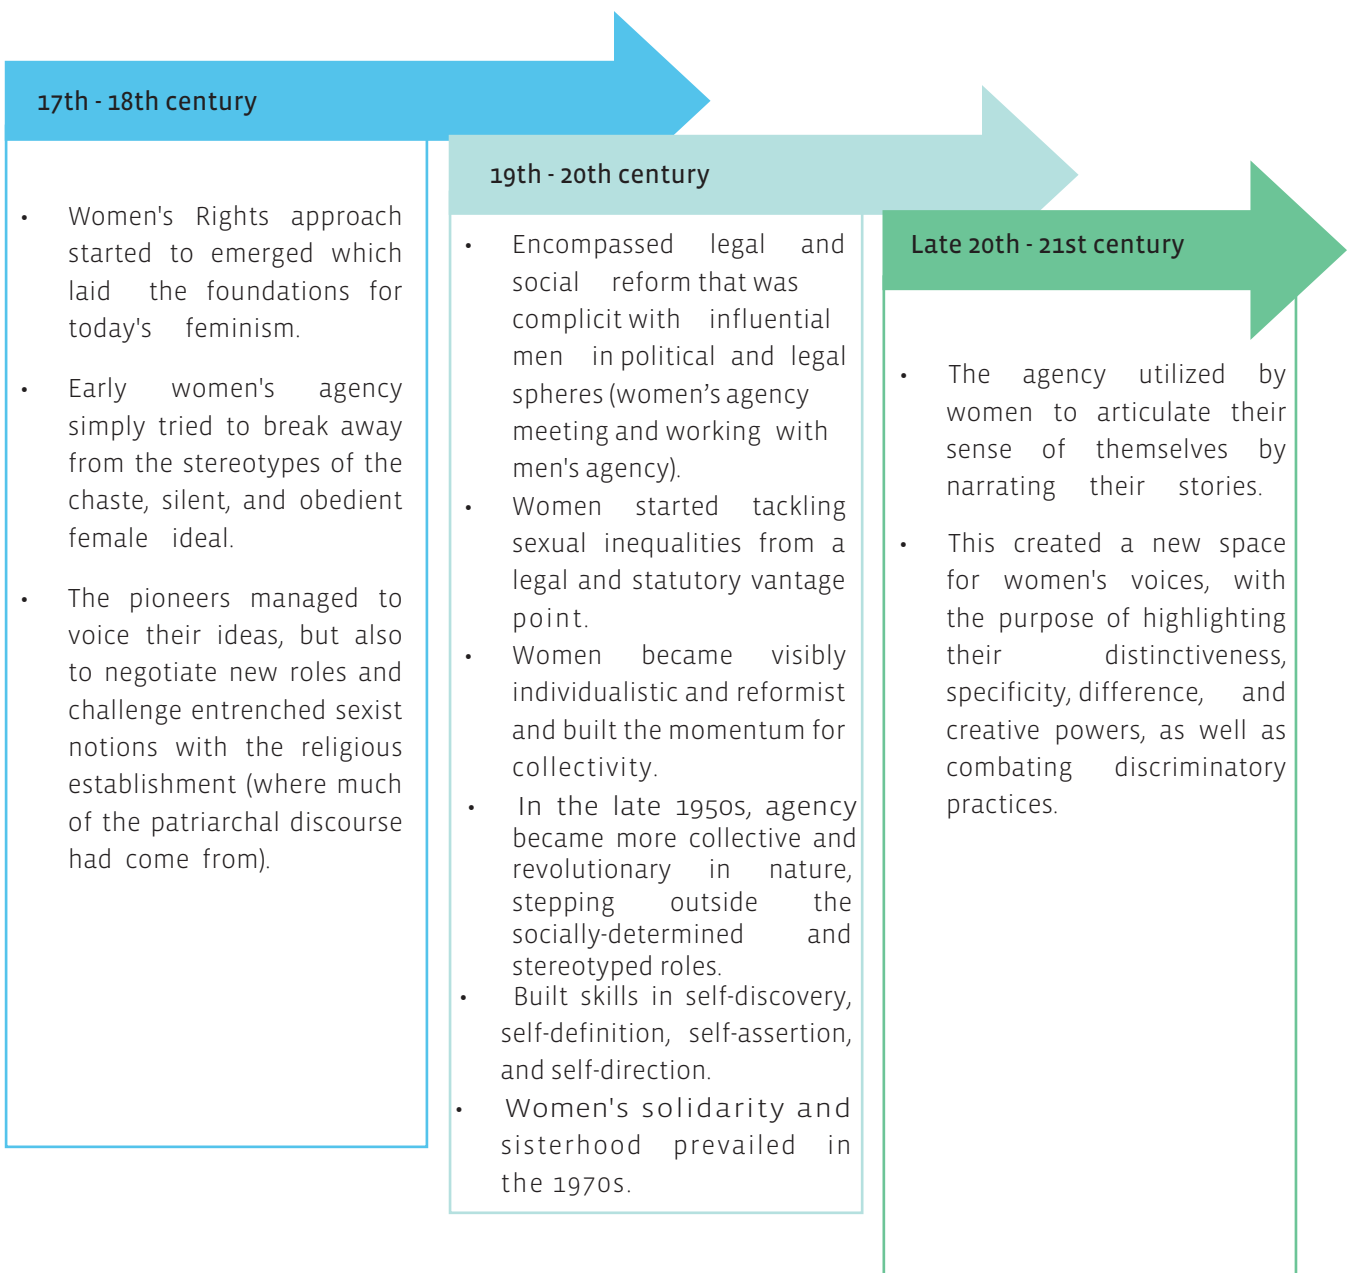 17th - 18th century
• Women's Rights approach
started to emerged which
laid the foundations for
today's feminism.
• Early women's agency
simply tried to break away
from the stereotypes of the
chaste, silent, and obedient
female ideal.
• The pioneers managed to
voice their ideas, but also
to negotiate new roles and
challenge entrenched sexist
notions with the religious
establishment (where much
of the patriarchal discourse
had come from).
19th - 20th century
• Encompassed legal and
social reform that was
complicit with influential
men in political and legal
spheres (women’s agency
meeting and working with
men's agency).
• Women started tackling
sexual inequalities from a
legal and statutory vantage
point.
• Women became visibly
individualistic and reformist
and built the momentum for
collectivity.
• In the late 1950s, agency
became more collective and
revolutionary in nature,
stepping outside the
socially-determined and
stereotyped roles.
• Built skills in self-discovery,
self-definition, self-assertion,
and self-direction.
• Women's solidarity and
sisterhood prevailed in
the 1970s.
Late 20th - 21st century
• The agency utilized by
women to articulate their
sense of themselves by
narrating their stories.
• This created a new space
for women's voices, with
the purpose of highlighting
their distinctiveness,
specificity, difference, and
creative powers, as well as
combating discriminatory
practices.